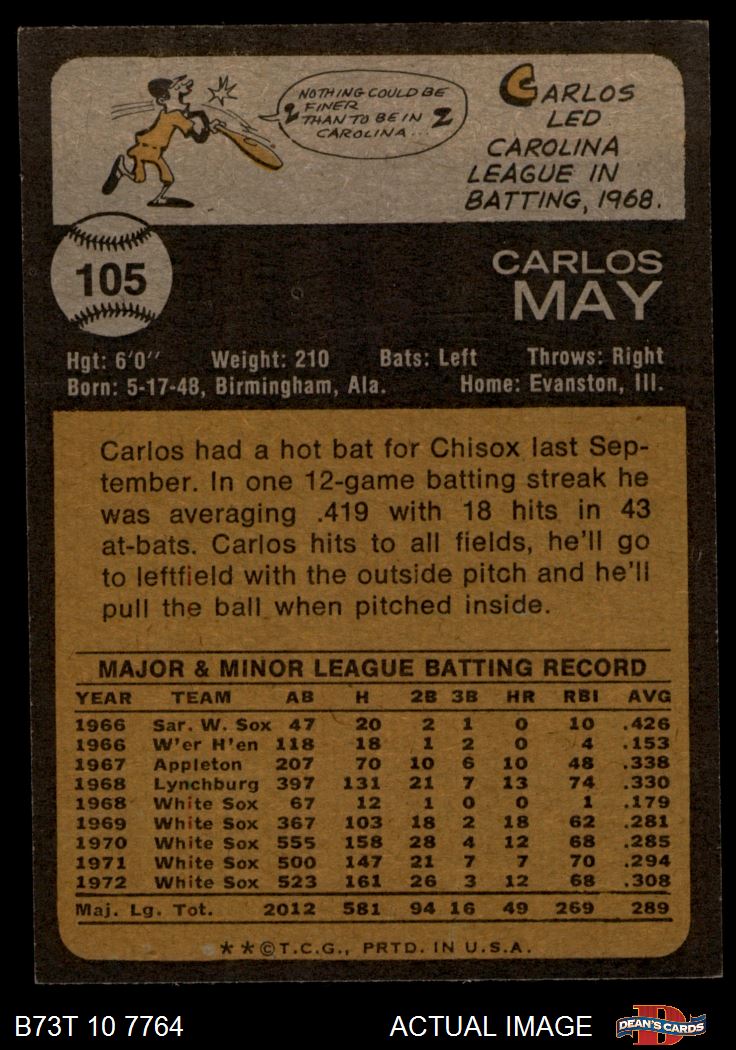 NOTHING COULD BE
FINER
THAN TO BE IN
CAROLINA...
CARLOS
LED
CAROLINA
LEAGUE IN
BATTING, 1968.
105
CARLOS
MAY
Hgt: 6'0" Weight: 210 Bats: Left Throws: Right
Born: 5-17-48, Birmingham, Ala. Home: Evanston, Ill.
Carlos had a hot bat for Chisox last Sep-
tember. In one 12-game batting streak he
was averaging .419 with 18 hits in 43
at-bats. Carlos hits to all fields, he'll go
to leftfield with the outside pitch and he'll
pull the ball when pitched inside.
MAJOR & MINOR LEAGUE BATTING RECORD
YEAR TEAM AB H 2B 3B HR RBI AVG
1966 Sar. W. Sox 47 20 2 1 0 10 .426
1966 W'er H'en 118 18 1 2 0 4 .153
1967 Appleton 207 70 10 6 10 48 .338
1968 Lynchburg 397 131 21 7 13 74 .330
1968 White Sox 67 12 1 0 0 1 .179
1969 White Sox 367 103 18 2 18 62 .281
1970 White Sox 555 158 28 4 12 68 .285
1971 White Sox 500 147 21 7 7 70 .294
1972 White Sox 523 161 26 3 12 68 .308
Maj. Lg. Tot. 2012 581 94 16 49 269 289
**©T.C.G., PRTD. IN U.S.A.
B73T 10 7764 ACTUAL IMAGE D DEAN'S CARDS